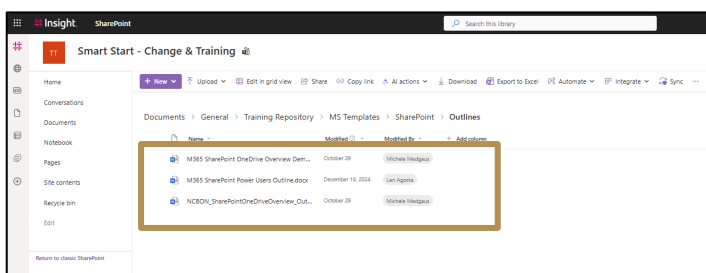 Insight. SharePoint
Search this library
TT Smart Start - Change & Training
Home
Conversations
Documents
Notebook
Pages
Site contents
Recycle bin
Edit
Return to classic SharePoint
+ New Upload Edit in grid view Share Copy link AI actions Download Export to Excel Automate Integrate Sync ...
Documents > General > Training Repository > MS Templates > SharePoint > Outlines
Name Modified Modified By + Add column
M365 SharePoint OneDrive Overview Dem... October 29 Michele Medgaus
M365 SharePoint Power Users Outline.docx December 19, 2024 Len Agosta
NCBON_SharePointOneDriveOverview_Out... October 29 Michele Medgaus